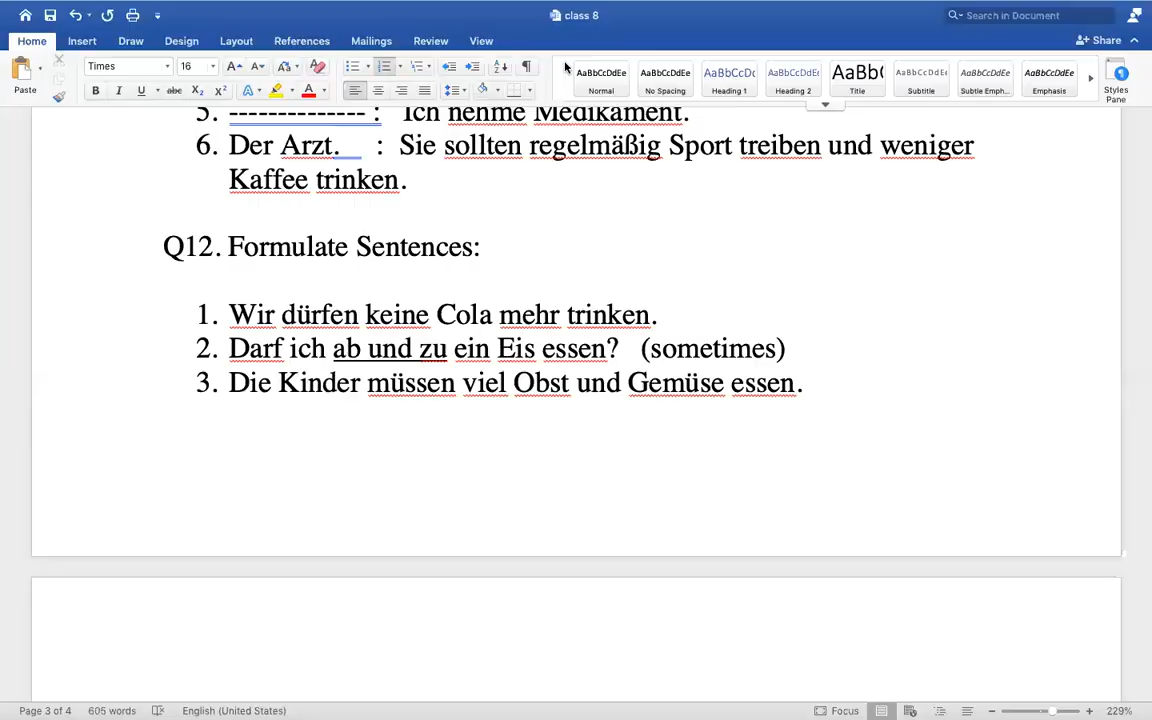 class 8
Search in Document
Home Insert Draw Design Layout References Mailings Review View
Share
Paste
Times 16
AaBbCcDdEe AaBbCcDdEe AaBbCcDc AaBbCcDdEe AaBb( AaBbCcDdEe AaBbCcDdEe AaBbCcDdEe
Normal No Spacing Heading 1 Heading 2 Title Subtitle Subtle Emph... Emphasis
Styles
Pane
5. -------------- : Ich nehme Medikament.
6. Der Arzt. : Sie sollten regelmäßig Sport treiben und weniger
Kaffee trinken.
Q12. Formulate Sentences:
1. Wir dürfen keine Cola mehr trinken.
2. Darf ich ab und zu ein Eis essen? (sometimes)
3. Die Kinder müssen viel Obst und Gemüse essen.
Page 3 of 4 605 words English (United States) Focus 229%